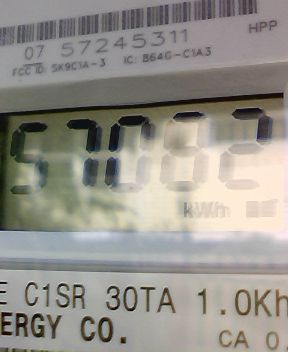 07 57245311
HPP
FCC ID: SK9C1A-3 IC: 864G-C1A3
57082
kWh
E C1SR 30TA 1.0Kh
ERGY CO.
CA 0.